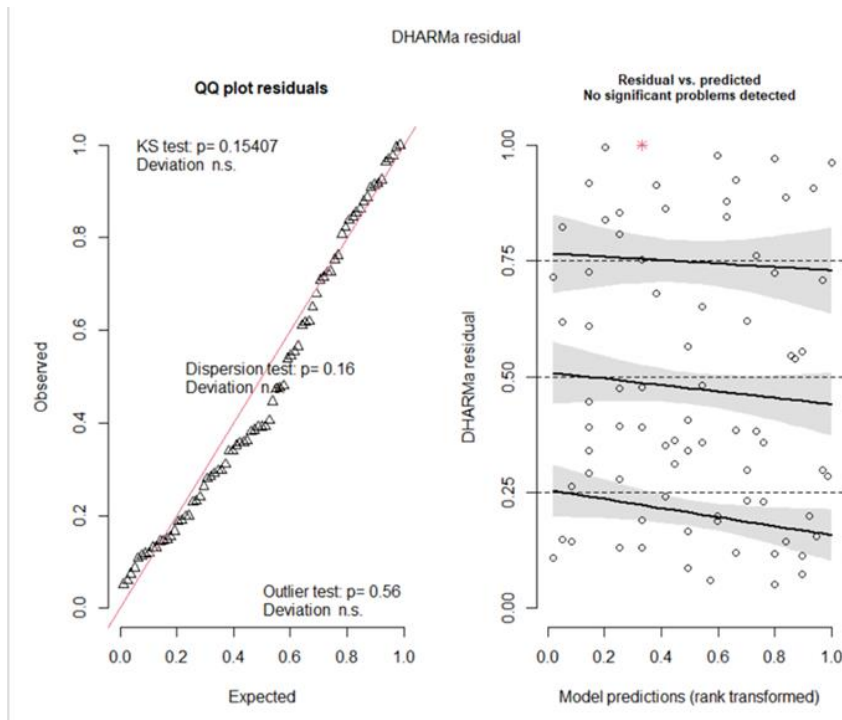 DHARMa residual
QQ plot residuals
KS test: p= 0.15407
Deviation n.s.
Dispersion test: p= 0.16
Deviation n.s.
Outlier test: p= 0.56
Deviation n.s.
Observed
0.0 0.2 0.4 0.6 0.8 1.0
0.0 0.2 0.4 0.6 0.8 1.0
Expected
Residual vs. predicted
No significant problems detected
DHARMa residual
0.00 0.25 0.50 0.75 1.00
0.0 0.2 0.4 0.6 0.8 1.0
Model predictions (rank transformed)